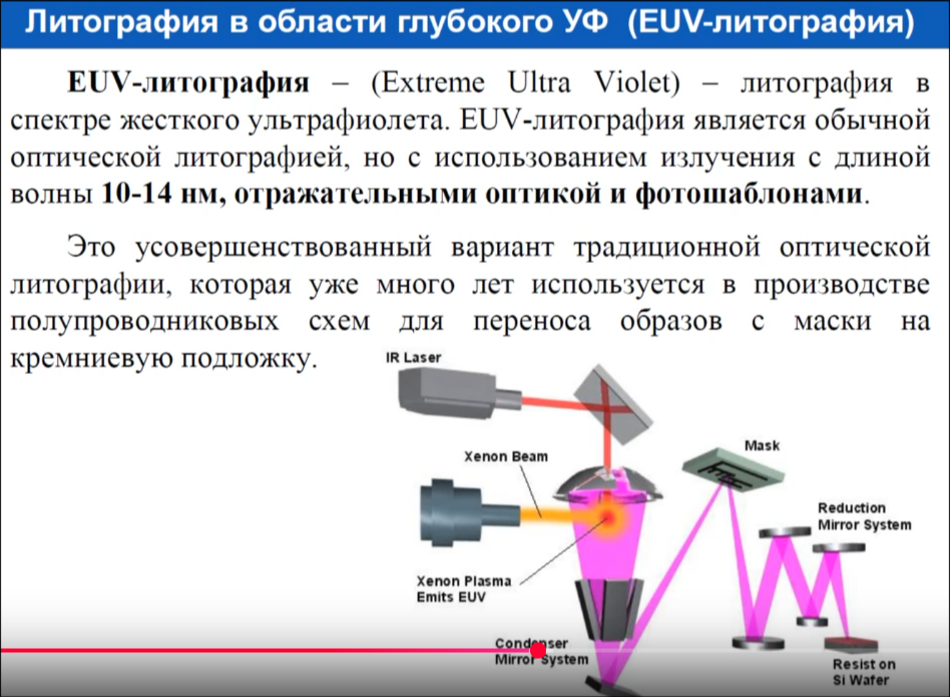 Литография в области глубокого УФ (EUV-литография)
EUV-литография – (Extreme Ultra Violet) – литография в
спектре жесткого ультрафиолета. EUV-литография является обычной
оптической литографией, но с использованием излучения с длиной
волны 10-14 нм, отражательными оптикой и фотошаблонами.
Это усовершенствованный вариант традиционной оптической
литографии, которая уже много лет используется в производстве
полупроводниковых схем для переноса образов с маски на
кремниевую подложку.
IR Laser
Xenon Beam
Mask
Reduction
Mirror System
Xenon Plasma
Emits EUV
Condenser
Mirror System
Resist on
Si Wafer